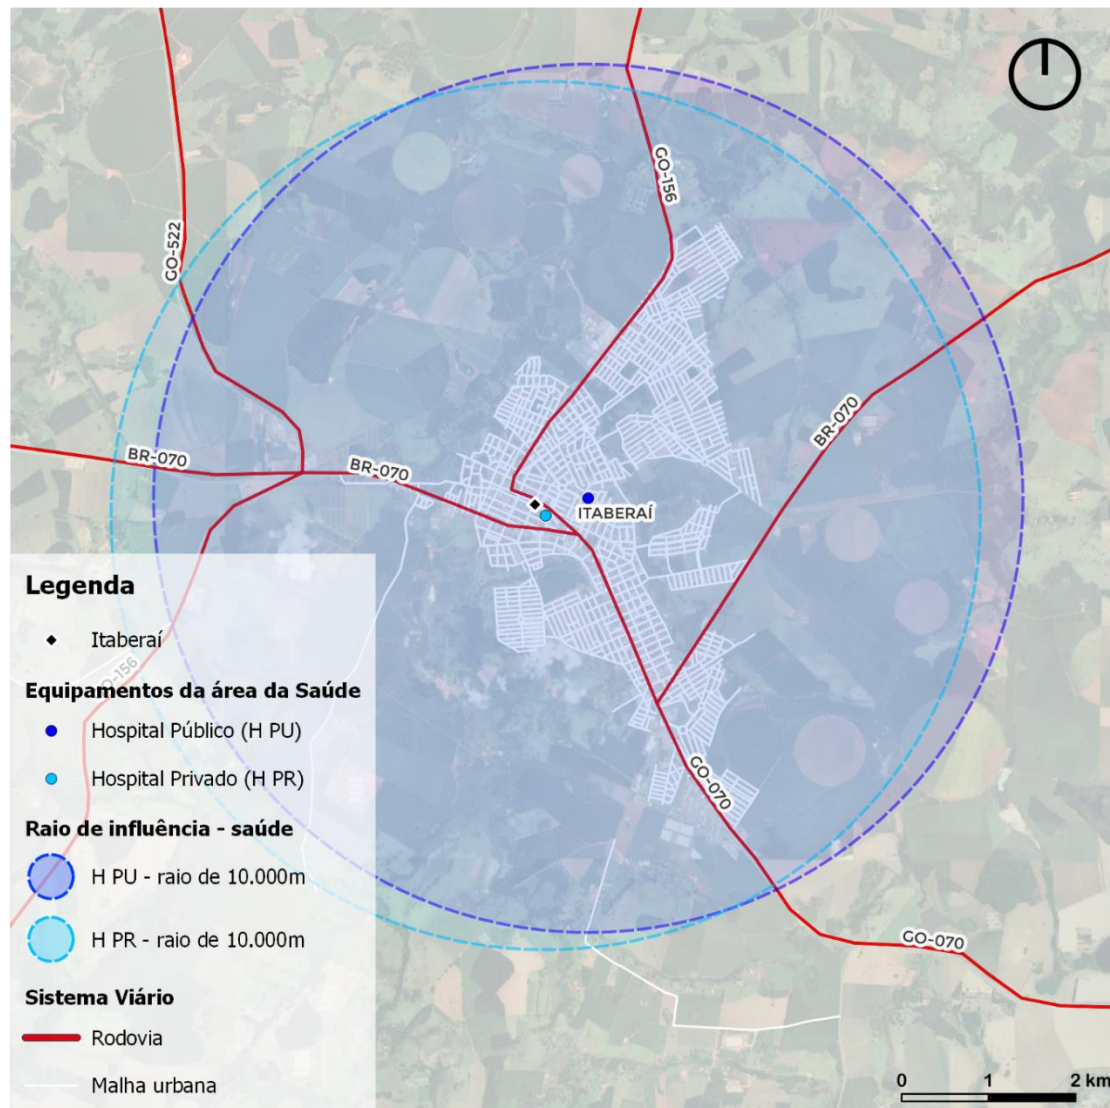 GO-156
GO-522
BR-070
BR-070
BR-070
ITABERAÍ
Legenda
Itaberaí
O-156
Equipamentos da área da Saúde
Hospital Público (H PU)
Hospital Privado (H PR)
GO-070
Raio de influência - saúde
H PU - raio de 10.000m
H PR - raio de 10.000m
GO-070
Sistema Viário
Rodovia
Malha urbana
0 1 2 km